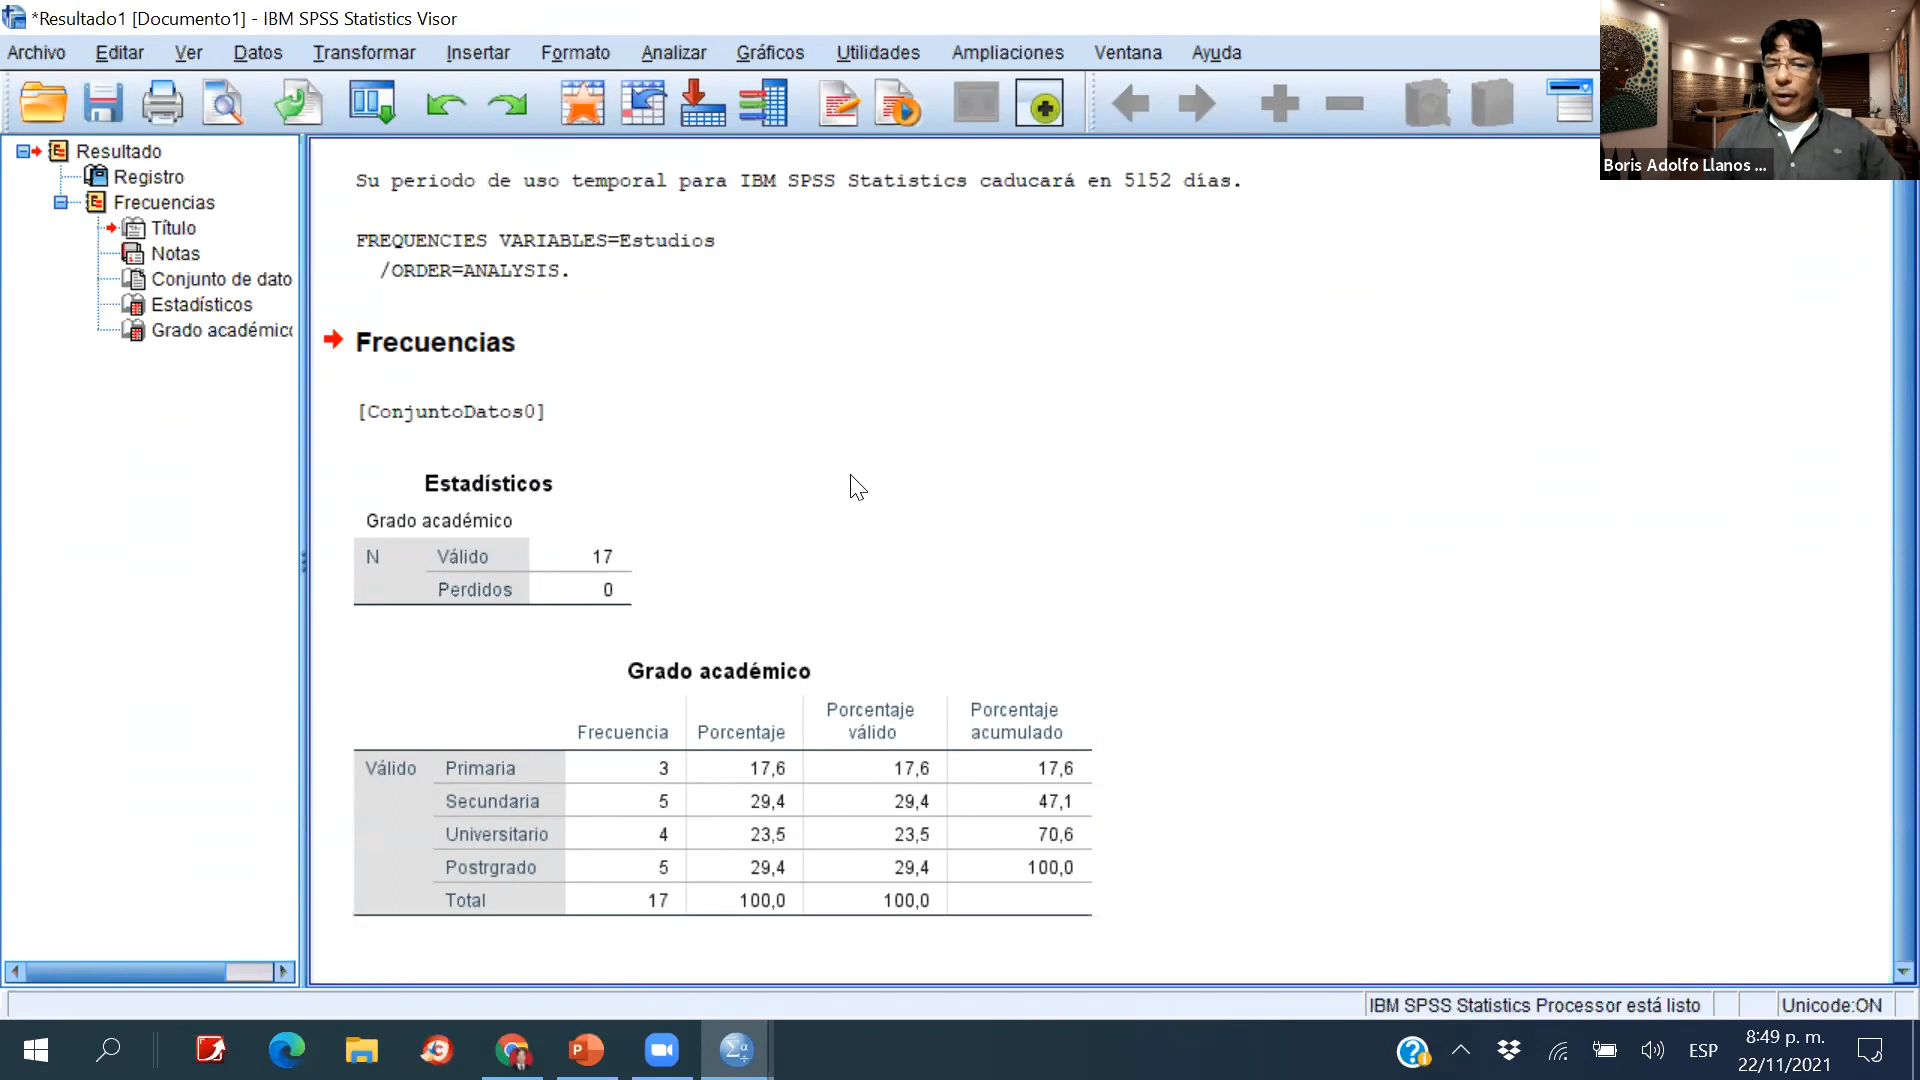 *Resultado1 [Documento1] - IBM SPSS Statistics Visor
Archivo Editar Ver Datos Transformar Insertar Formato Analizar Gráficos Utilidades Ampliaciones Ventana Ayuda
Boris Adolfo Llanos ...
Resultado
Registro
Frecuencias
Título
Notas
Conjunto de dato
Estadísticos
Grado académic
Su periodo de uso temporal para IBM SPSS Statistics caducará en 5152 días.
FREQUENCIES VARIABLES=Estudios
/ORDER=ANALYSIS.
Frecuencias
[ConjuntoDatos0]
Estadísticos
Grado académico
N Válido 17
Perdidos 0
Grado académico
Frecuencia Porcentaje Porcentaje válido Porcentaje acumulado
Válido Primaria 3 17,6 17,6 17,6
Secundaria 5 29,4 29,4 47,1
Universitario 4 23,5 23,5 70,6
Postrgrado 5 29,4 29,4 100,0
Total 17 100,0 100,0
IBM SPSS Statistics Processor está listo Unicode:ON
ESP
8:49 p. m.
22/11/2021